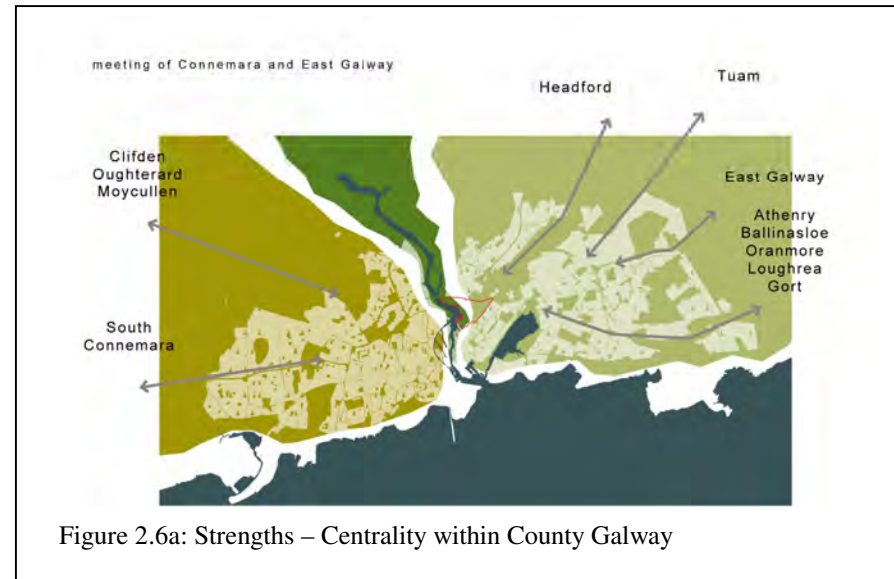 meeting of Connemara and East Galway
Headford
Tuam
Clifden
Oughterard
Moycullen
East Galway
Athenry
Ballinasloe
Oranmore
Loughrea
Gort
South
Connemara
Figure 2.6a: Strengths – Centrality within County Galway